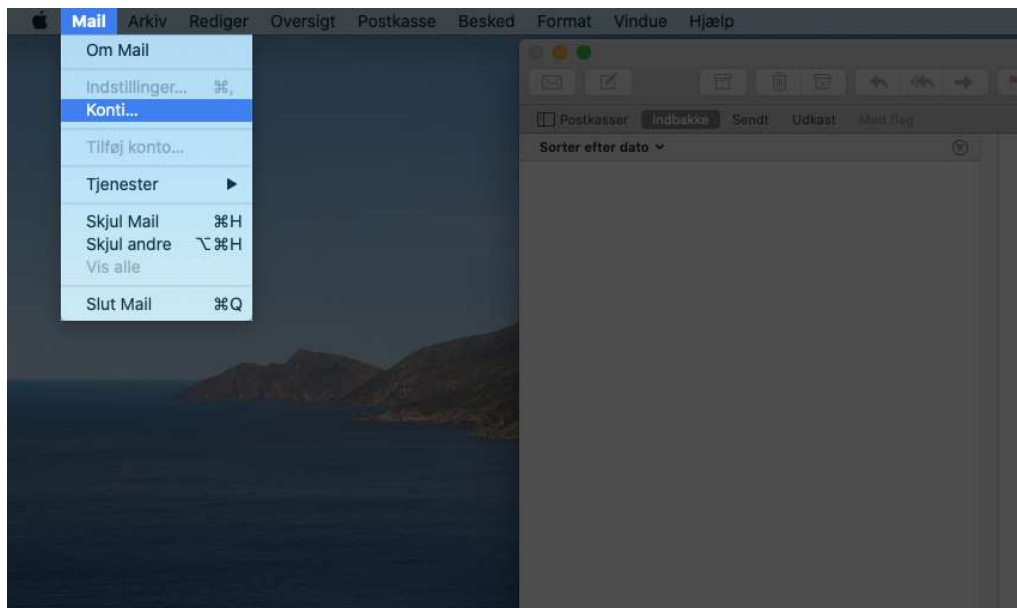 Mail Arkiv Rediger Oversigt Postkasse Besked Format Vindue Hjælp
Om Mail
Indstillinger... ⌘,
Konti...
Tilføj konto...
Tjenester ▶
Skjul Mail ⌘H
Skjul andre ⌥⌘H
Vis alle
Slut Mail ⌘Q
Postkasser Indbakke Sendt Udkast Med flag
Sorter efter dato